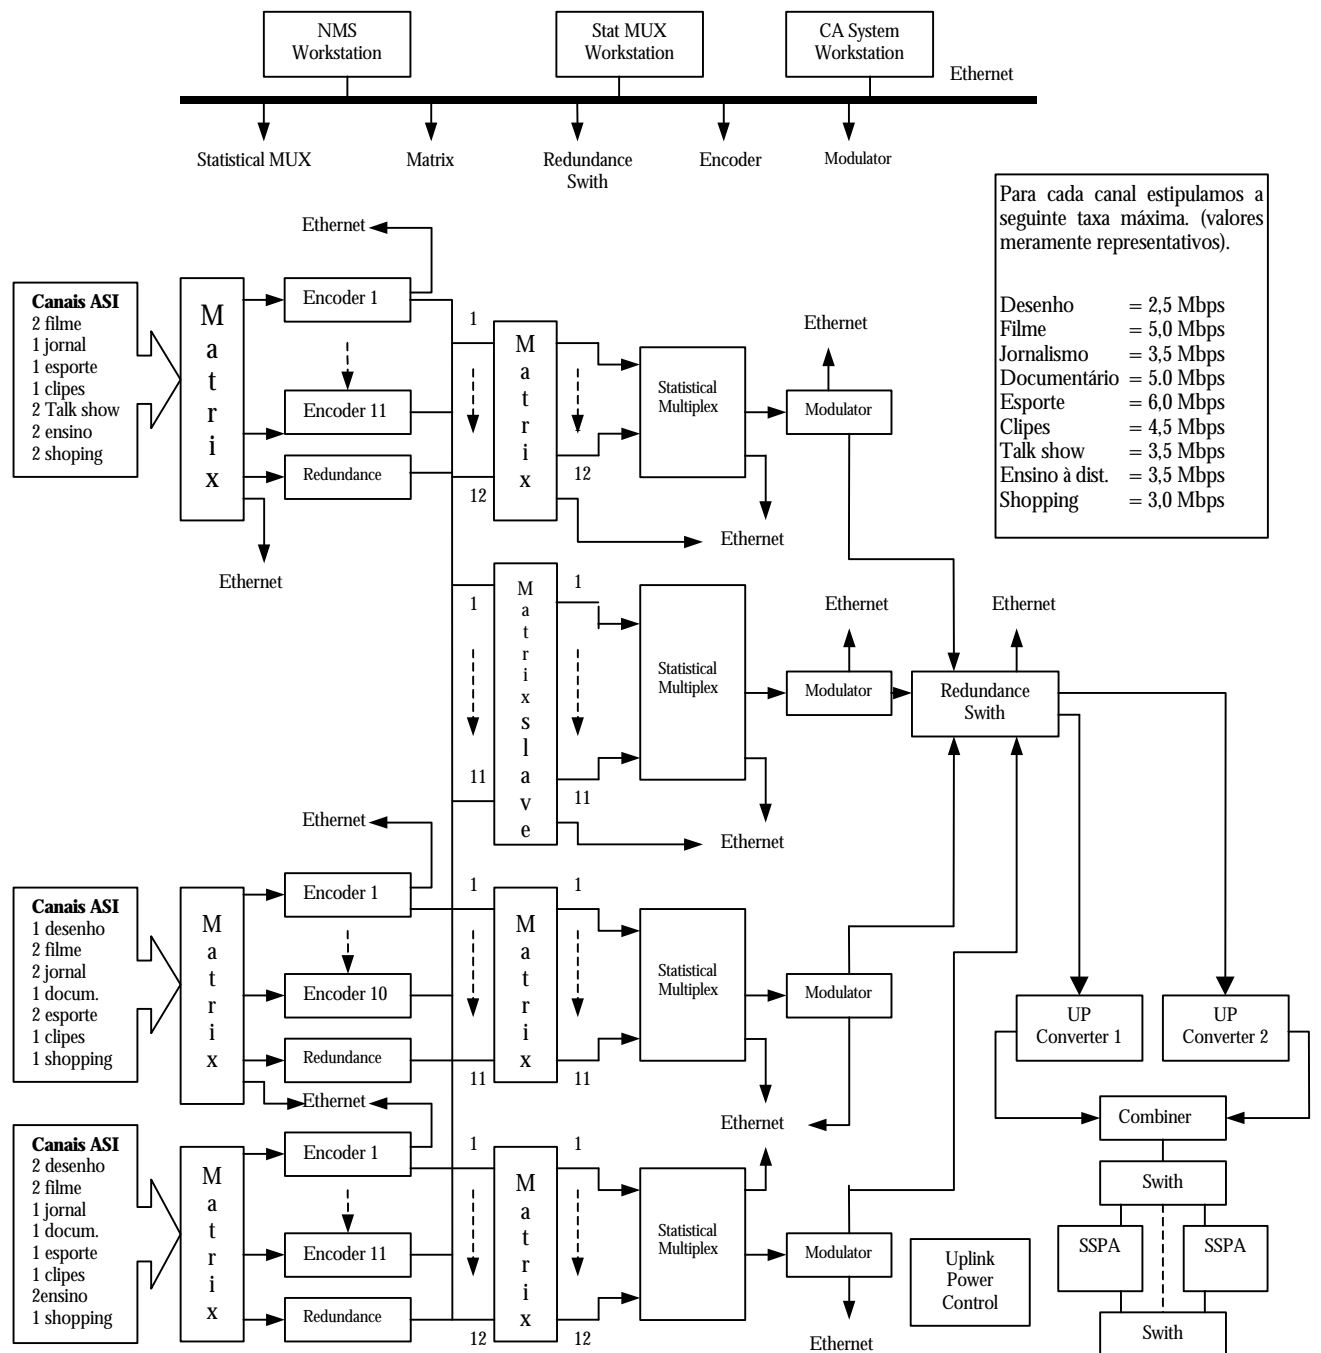 NMS
Workstation
Stat MUX
Workstation
CA System
Workstation
Ethernet
Statistical MUX
Matrix
Redundance
Swith
Encoder
Modulator
Para cada canal estipulamos a
seguinte taxa máxima. (valores
meramente representativos).
Desenho = 2,5 Mbps
Filme = 5,0 Mbps
Jornalismo = 3,5 Mbps
Documentário = 5.0 Mbps
Esporte = 6,0 Mbps
Clipes = 4,5 Mbps
Talk show = 3,5 Mbps
Ensino à dist. = 3,5 Mbps
Shopping = 3,0 Mbps
Ethernet
Canais ASI
2 filme
1 jornal
1 esporte
1 clipes
2 Talk show
2 ensino
2 shoping
Matrix
Encoder 1
Encoder 11
Redundance
Ethernet
1
12
Matrix
12
Statistical
Multiplex
Ethernet
Modulator
Ethernet
1
11
Matrix slave
1
11
Statistical
Multiplex
Ethernet
Ethernet
Modulator
Ethernet
Redundance
Swith
Ethernet
Canais ASI
1 desenho
2 filme
2 jornal
1 docum.
2 esporte
1 clipes
1 shopping
Matrix
Encoder 1
Encoder 10
Redundance
Ethernet
1
11
Matrix
1
11
Statistical
Multiplex
Modulator
Ethernet
UP
Converter 1
UP
Converter 2
Combiner
Swith
SSPA
SSPA
Swith
Canais ASI
2 desenho
2 filme
1 jornal
1 docum.
1 esporte
1 clipes
2ensino
1 shopping
Matrix
Encoder 1
Encoder 11
Redundance
1
12
Matrix
1
12
Statistical
Multiplex
Modulator
Ethernet
Uplink
Power
Control